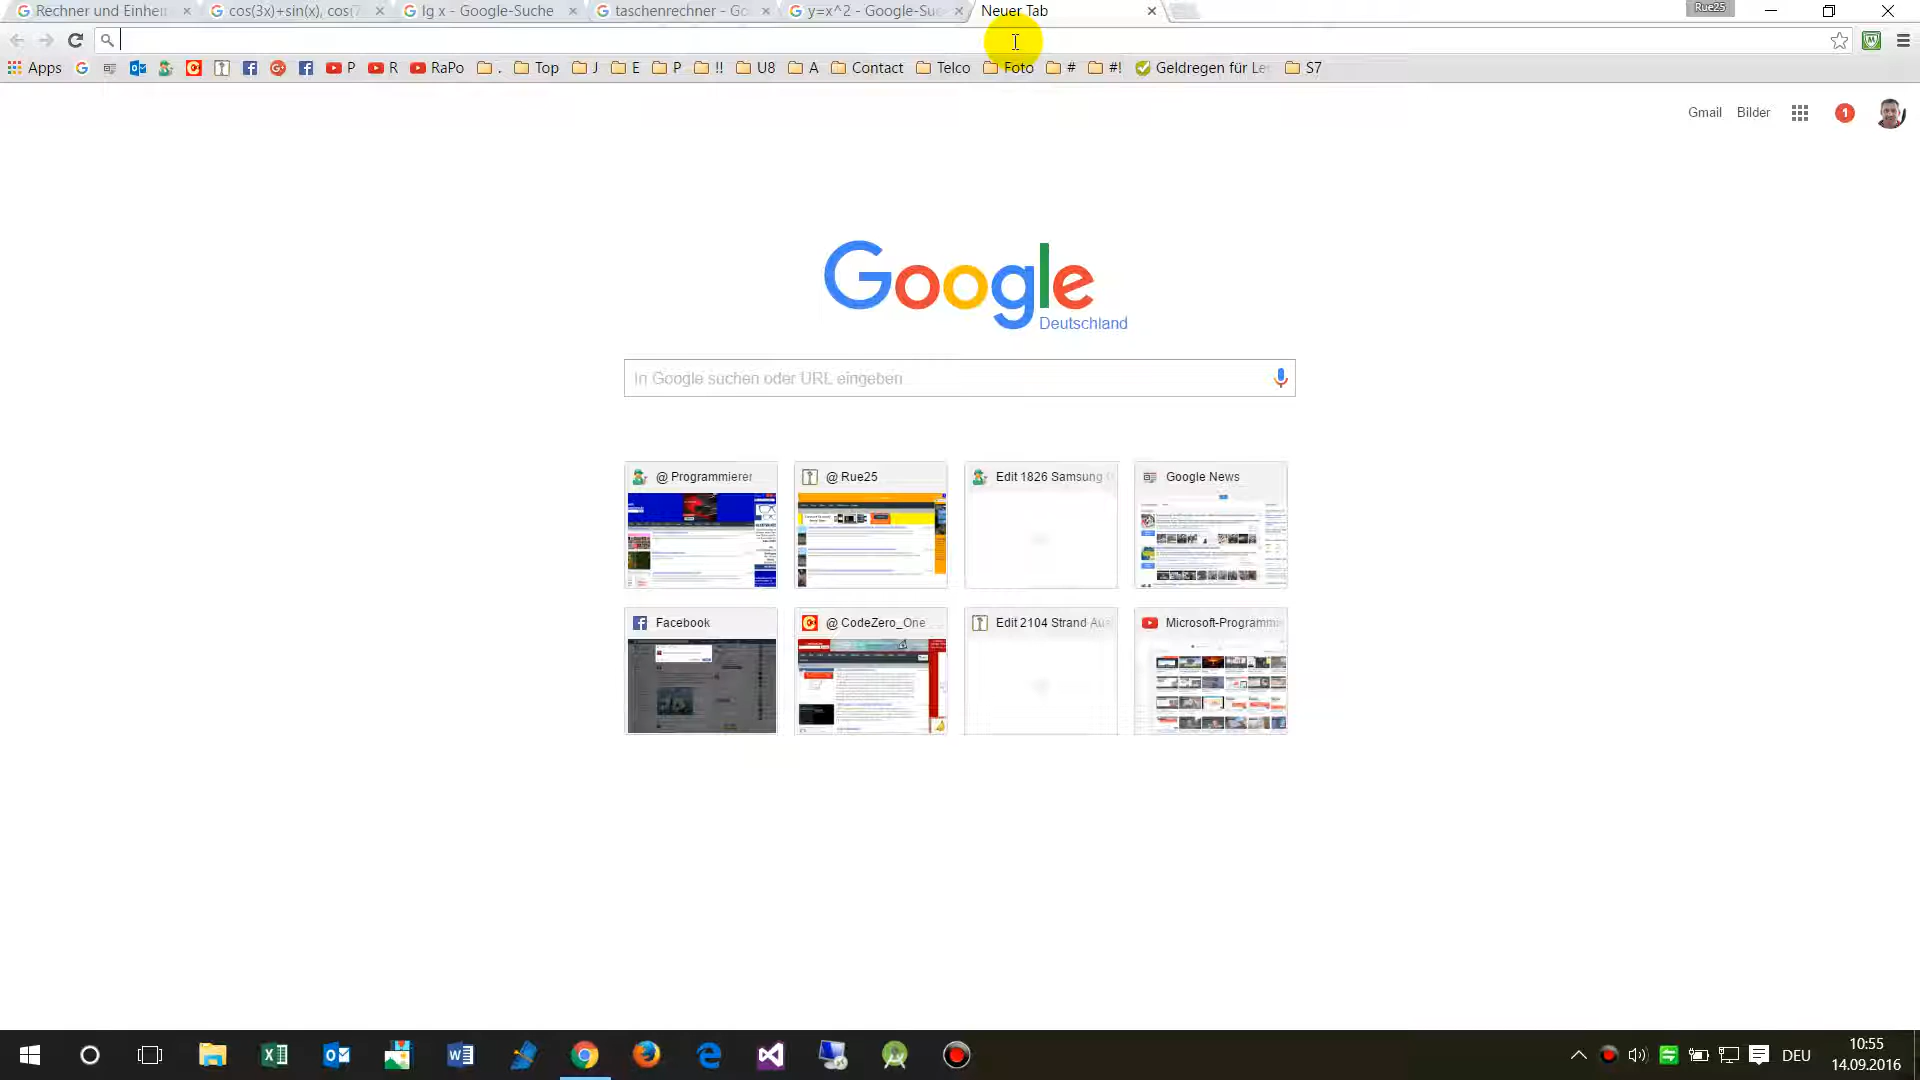 Rechner und Einhei
cos(3x)+sin(x), cos(7
lg x - Google-Suche
taschenrechner - Go
y=x^2 - Google-Su
Neuer Tab
Rue25
Apps
P
R
RaPo
.
Top
J
E
P
!!
U8
A
Contact
Telco
Foto
#
#!
Geldregen für Le
S7
Gmail
Bilder
1
Google
Deutschland
In Google suchen oder URL eingeben
@ Programmierer
@ Rue25
Edit 1826 Samsung
Google News
Facebook
@ CodeZero_One
Edit 2104 Strand Aus
Microsoft-Programmi
DEU
10:55
14.09.2016